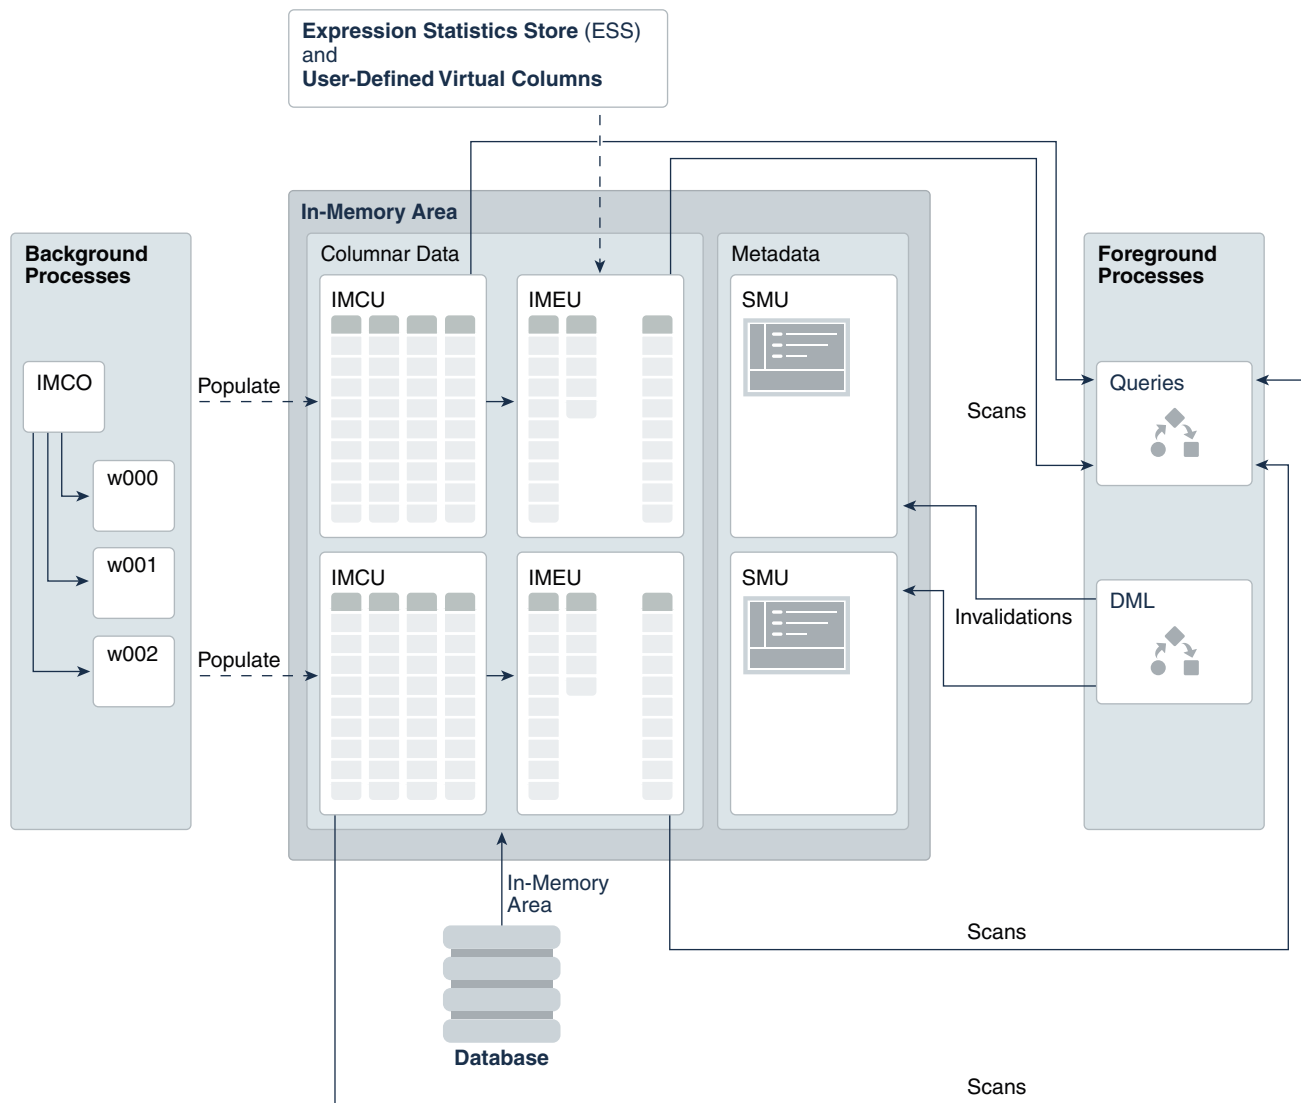 Expression Statistics Store (ESS)
and
User-Defined Virtual Columns
In-Memory Area
Background
Processes
Columnar Data
Metadata
Foreground
Processes
IMCU
IMEU
SMU
IMCO
Populate
Queries
Scans
w000
w001
IMCU
IMEU
SMU
DML
Invalidations
w002
Populate
In-Memory
Area
Scans
Database
Scans